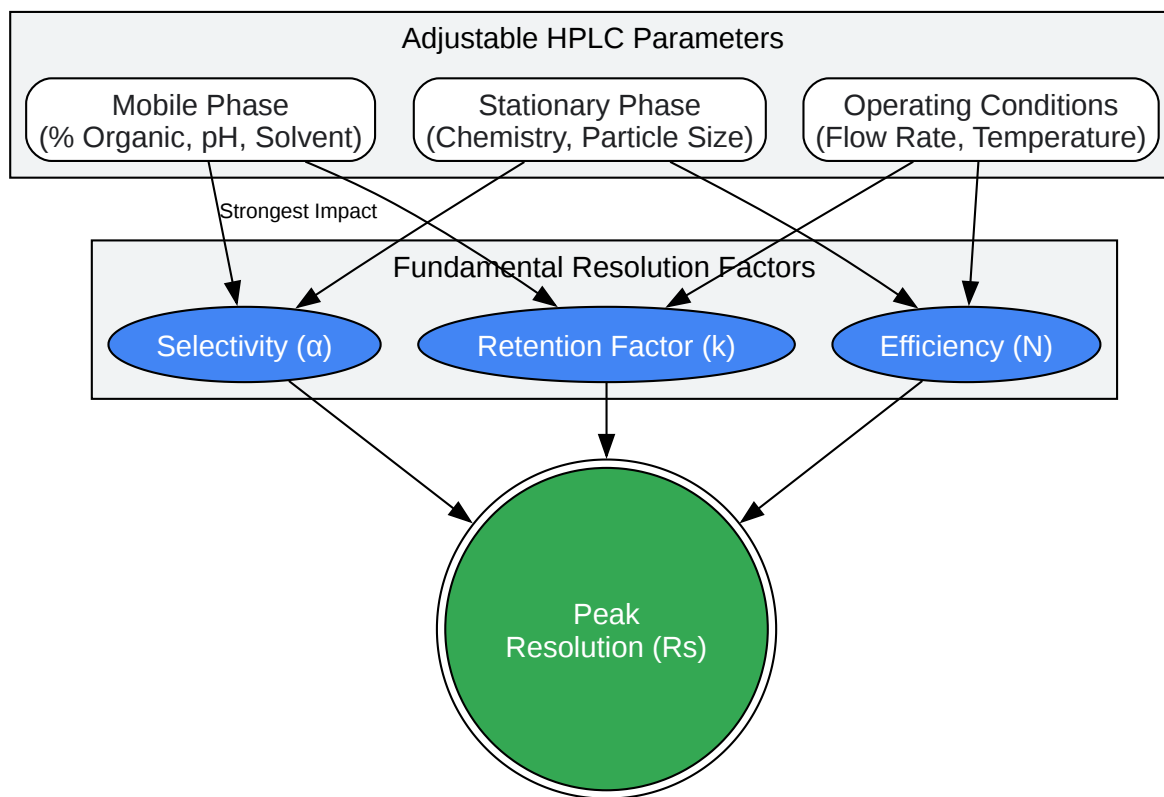 Adjustable HPLC Parameters
Mobile Phase
(% Organic, pH, Solvent)
Stationary Phase
(Chemistry, Particle Size)
Operating Conditions
(Flow Rate, Temperature)
Strongest Impact
Fundamental Resolution Factors
Selectivity (α)
Retention Factor (k)
Efficiency (N)
Peak
Resolution (Rs)